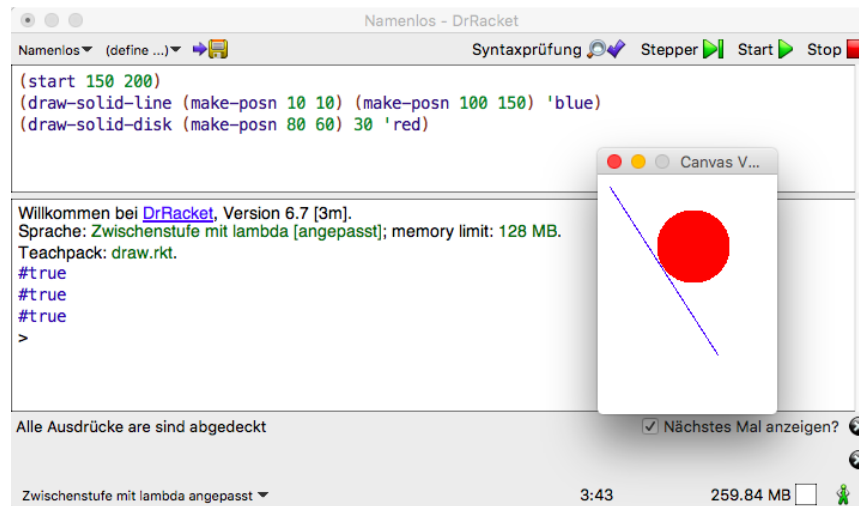 Namenlos - DrRacket
Namenlos (define ...) Syntaxprüfung Stepper Start Stop
(start 150 200)
(draw-solid-line (make-posn 10 10) (make-posn 100 150) 'blue)
(draw-solid-disk (make-posn 80 60) 30 'red)
Canvas V...
Willkommen bei DrRacket, Version 6.7 [3m].
Sprache: Zwischenstufe mit lambda [angepasst]; memory limit: 128 MB.
Teachpack: draw.rkt.
#true
#true
#true
>
Alle Ausdrücke are sind abgedeckt
Nächstes Mal anzeigen?
Zwischenstufe mit lambda angepasst 3:43 259.84 MB